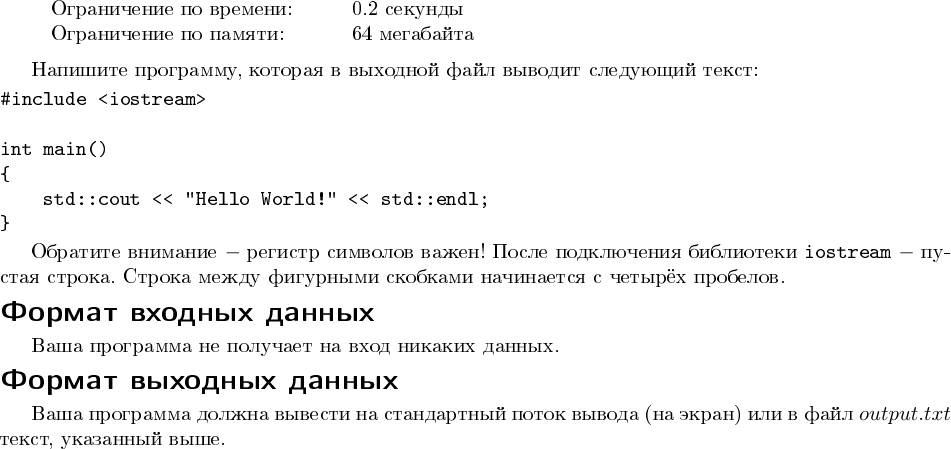 Ограничение по времени: 0.2 секунды
Ограничение по памяти: 64 мегабайта
Напишите программу, которая в выходной файл выводит следующий текст:
#include <iostream>
int main()
{
    std::cout << "Hello World!" << std::endl;
}
Обратите внимание – регистр символов важен! После подключения библиотеки iostream – пу-
стая строка. Строка между фигурными скобками начинается с четырёх пробелов.
Формат входных данных
Ваша программа не получает на вход никаких данных.
Формат выходных данных
Ваша программа должна вывести на стандартный поток вывода (на экран) или в файл output.txt
текст, указанный выше.